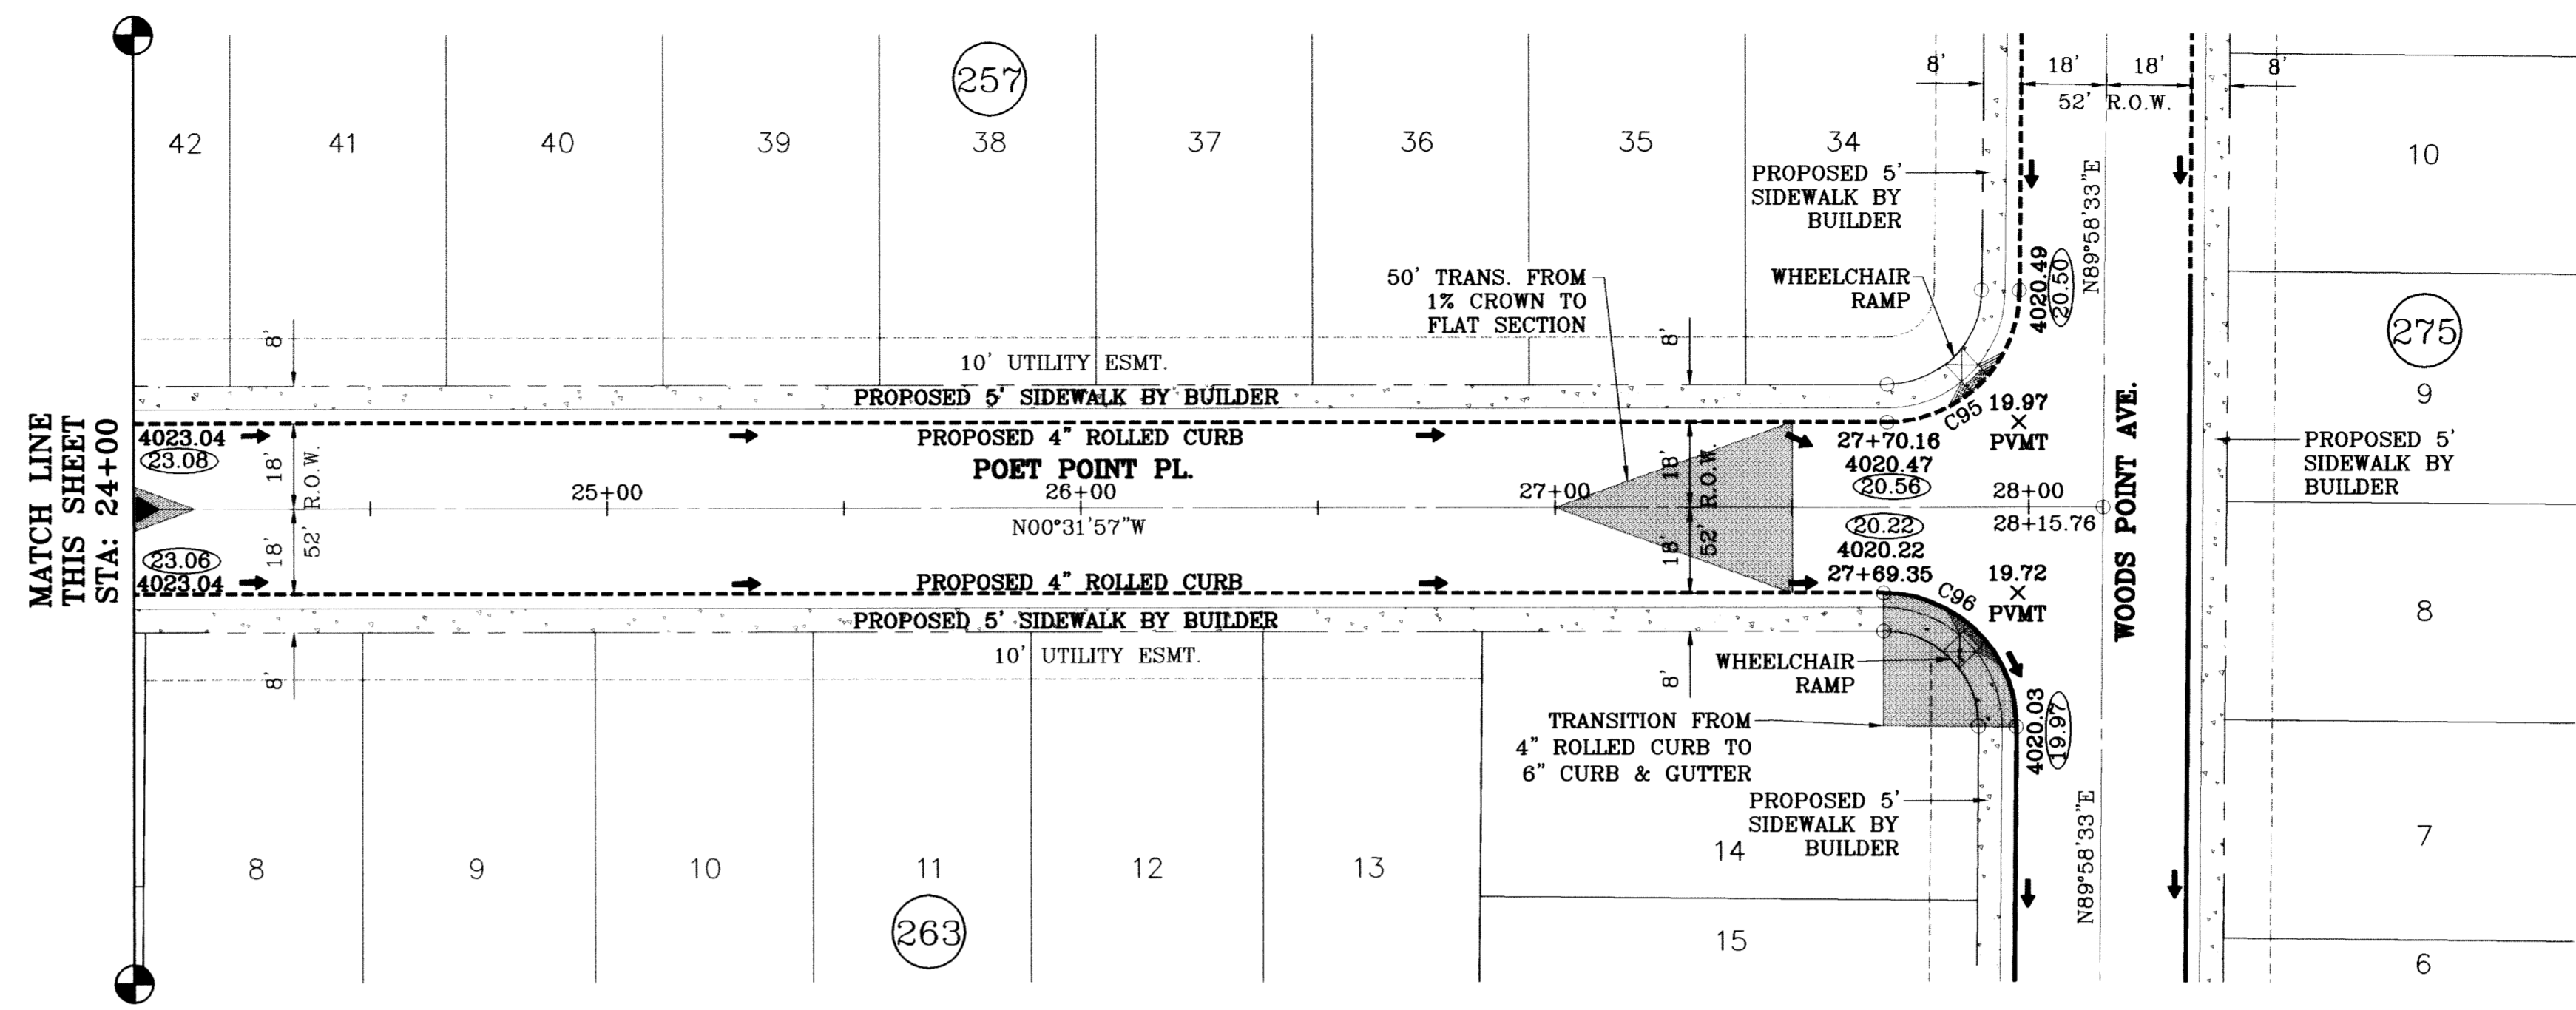 257
42
41
40
39
38
37
36
35
34
8'
18'
18'
8'
52' R.O.W.
10
PROPOSED 5'
SIDEWALK BY
BUILDER
N89°58'33"E
4020.49
20.50
50' TRANS. FROM
1% CROWN TO
FLAT SECTION
WHEELCHAIR
RAMP
275
8'
8'
10' UTILITY ESMT.
PROPOSED 5' SIDEWALK BY BUILDER
9
MATCH LINE
THIS SHEET
STA: 24+00
4023.04
23.08
PROPOSED 4" ROLLED CURB
POET POINT PL.
C95
19.97
PVMT
27+70.16
4020.47
20.56
WOODS POINT AVE.
PROPOSED 5'
SIDEWALK BY
BUILDER
18'
18'
52' R.O.W.
25+00
26+00
27+00
28+00
N00°31'57"W
18'
18'
52' R.O.W.
28+15.76
20.22
4020.22
27+69.35
23.06
4023.04
PROPOSED 4" ROLLED CURB
19.72
PVMT
C96
PROPOSED 5' SIDEWALK BY BUILDER
8
10' UTILITY ESMT.
8'
8'
WHEELCHAIR
RAMP
4020.03
19.97
TRANSITION FROM
4" ROLLED CURB TO
6" CURB & GUTTER
PROPOSED 5'
SIDEWALK BY
BUILDER
N89°58'33"E
7
8
9
10
11
12
13
14
263
15
6